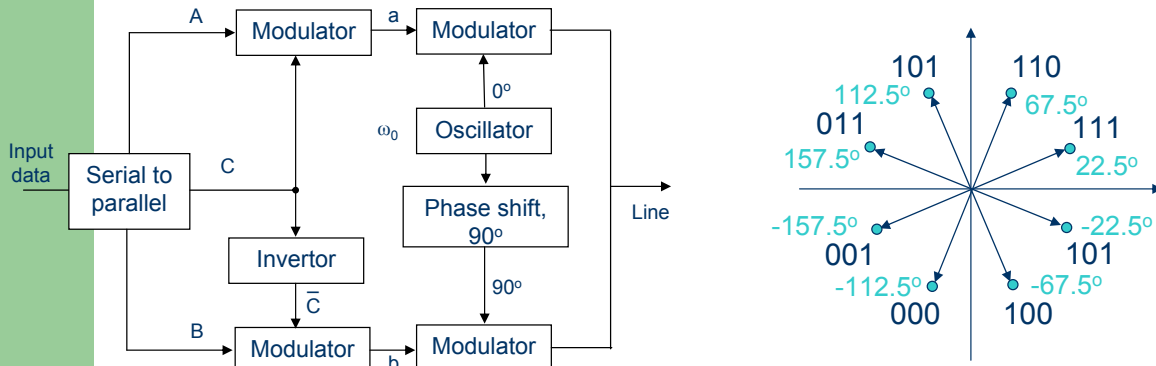 A
Modulator
a
Modulator
0º
ω0
Oscillator
Input
data
Serial to
parallel
C
Phase shift,
90º
Line
Invertor
C̅
90º
B
Modulator
b
Modulator
101
110
112.5º
67.5º
011
111
157.5º
22.5º
-157.5º
-22.5º
001
101
-112.5º
-67.5º
000
100